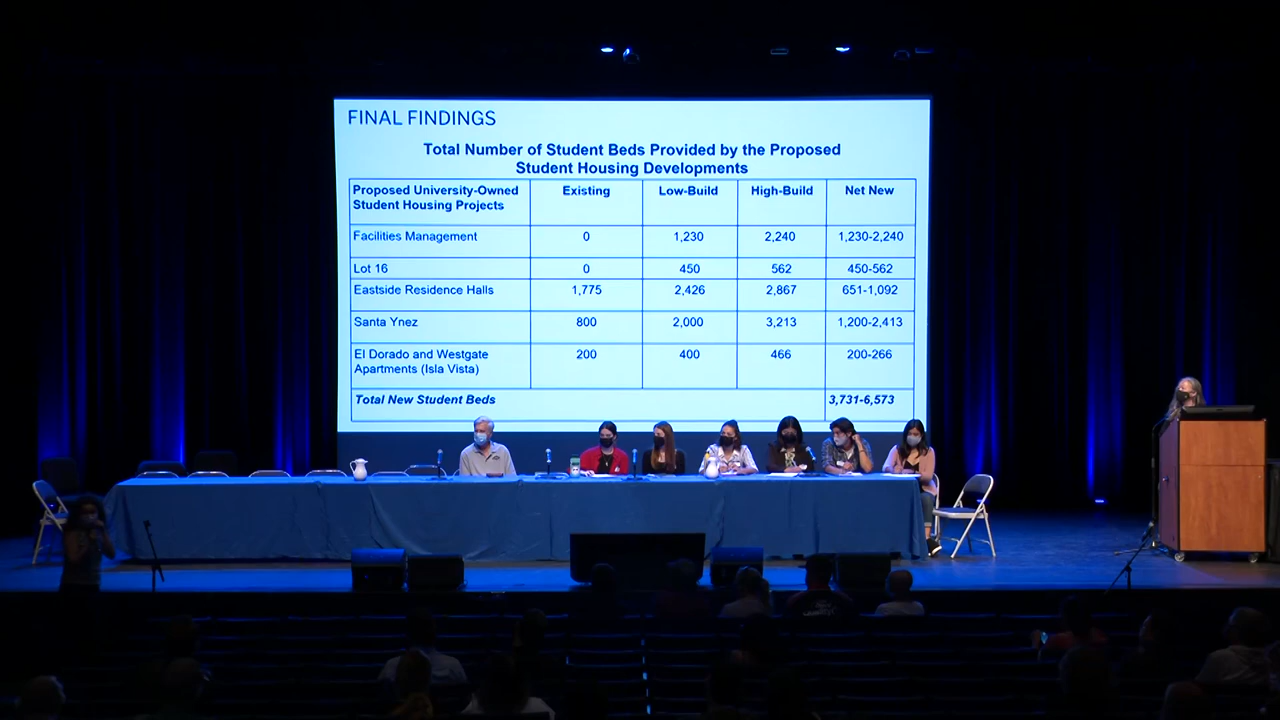 FINAL FINDINGS
Total Number of Student Beds Provided by the Proposed
Student Housing Developments
Proposed University-Owned Existing Low-Build High-Build Net New
Student Housing Projects
Facilities Management 0 1,230 2,240 1,230-2,240
Lot 16 0 450 562 450-562
Eastside Residence Halls 1,775 2,426 2,867 651-1,092
Santa Ynez 800 2,000 3,213 1,200-2,413
El Dorado and Westgate 200 400 466 200-266
Apartments (Isla Vista)
Total New Student Beds 3,731-6,573